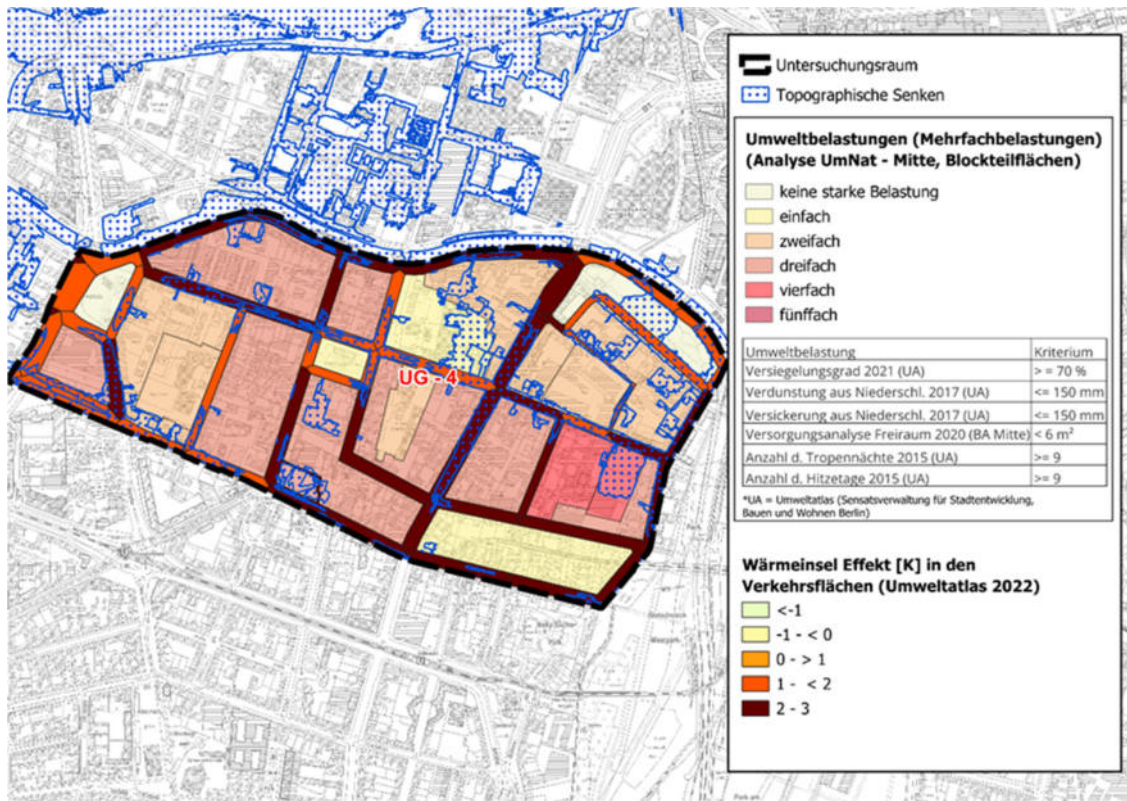 Untersuchungsraum
Topographische Senken
Umweltbelastungen (Mehrfachbelastungen)
(Analyse UmNat - Mitte, Blockteilflächen)
keine starke Belastung
einfach
zweifach
dreifach
vierfach
fünffach
Umweltbelastung Kriterium
Versiegelungsgrad 2021 (UA) > = 70 %
Verdunstung aus Niederschl. 2017 (UA) <= 150 mm
Versickerung aus Niederschl. 2017 (UA) <= 150 mm
Versorgungsanalyse Freiraum 2020 (BA Mitte) < 6 m²
Anzahl d. Tropennächte 2015 (UA) >= 9
Anzahl d. Hitzetage 2015 (UA) >= 9
*UA = Umweltatlas (Sensatsverwaltung für Stadtentwicklung,
Bauen und Wohnen Berlin)
Wärmeinsel Effekt [K] in den
Verkehrsflächen (Umweltatlas 2022)
<-1
-1 - < 0
0 - > 1
1 - < 2
2 - 3
UG - 4